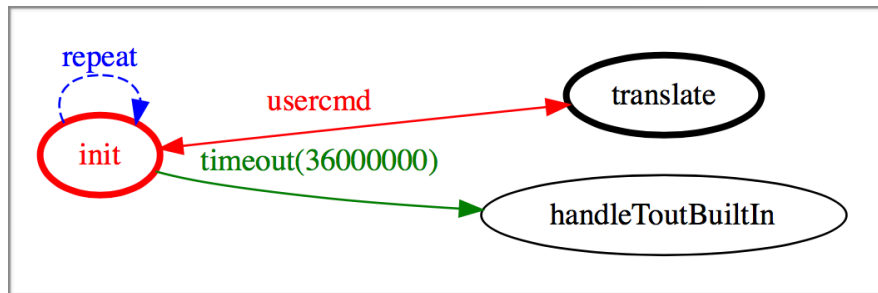 repeat
usercmd
translate
init
timeout(36000000)
handleToutBuiltIn